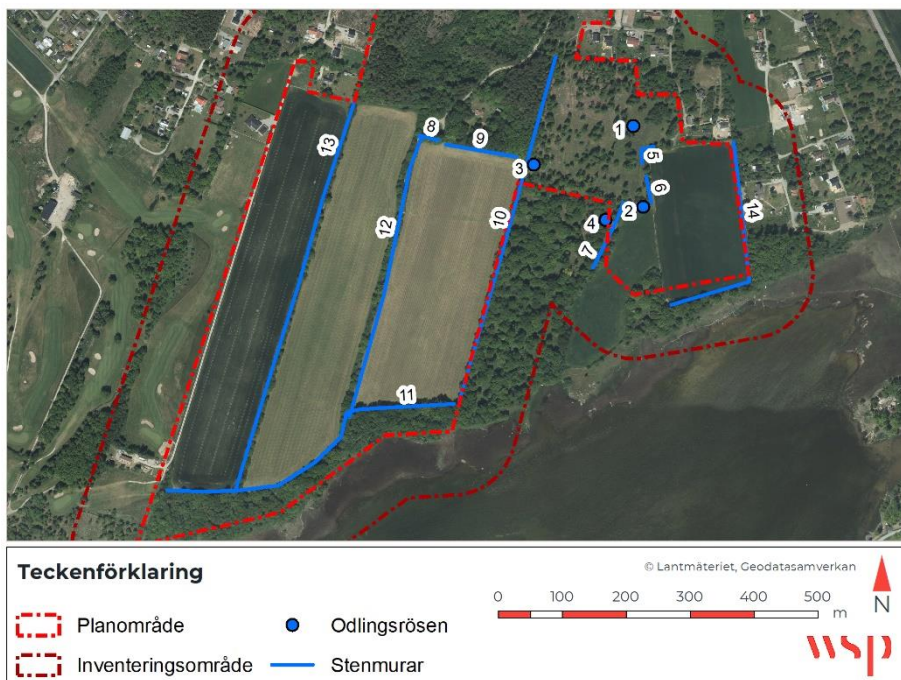 1
8
9
13
5
3
6
2
10
14
12
4
7
11
Teckenförklaring
© Lantmäteriet, Geodatasamverkan
0 100 200 300 400 500
m
N
Planområde
Odlingsrösen
Inventeringsområde
Stenmurar
wsp